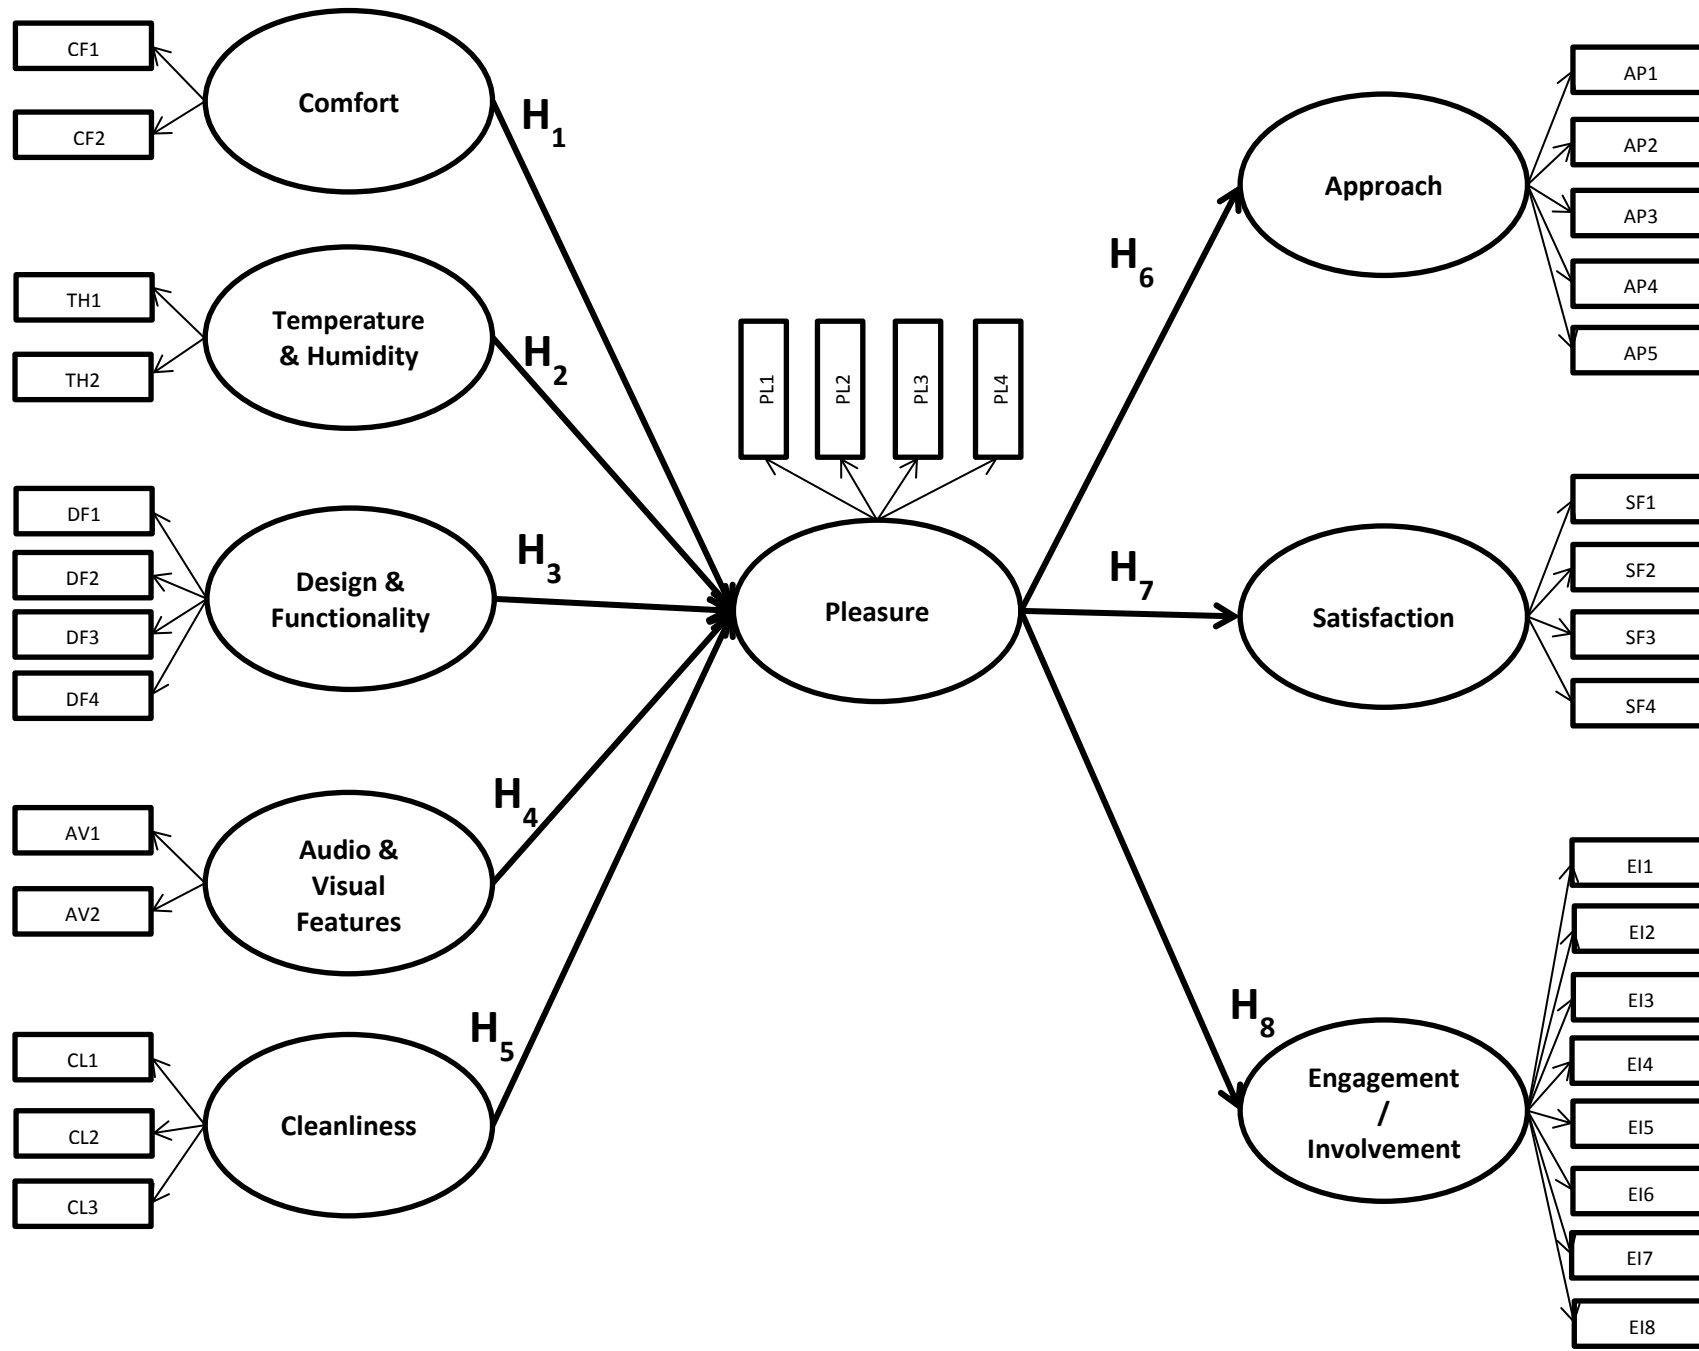 CF1
CF2
Comfort
H1
TH1
TH2
Temperature
& Humidity
H2
DF1
DF2
DF3
DF4
Design &
Functionality
H3
AV1
AV2
Audio &
Visual
Features
H4
CL1
CL2
CL3
Cleanliness
H5
PL1
PL2
PL3
PL4
Pleasure
H6
Approach
AP1
AP2
AP3
AP4
AP5
H7
Satisfaction
SF1
SF2
SF3
SF4
H8
Engagement
/
Involvement
EI1
EI2
EI3
EI4
EI5
EI6
EI7
EI8